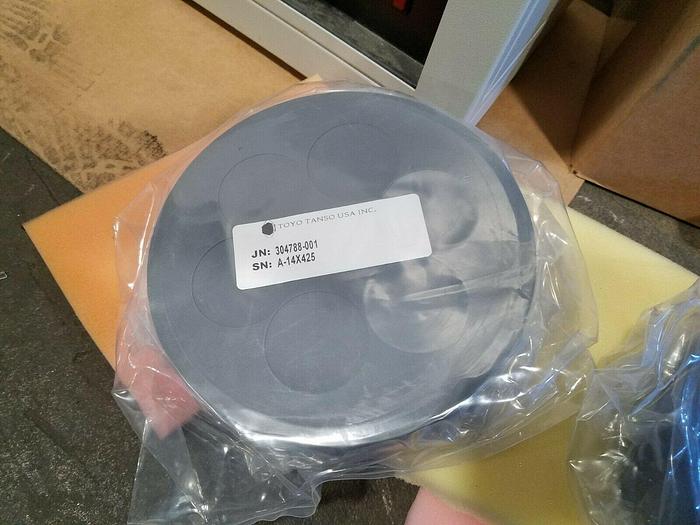 TOYO TANSO USA INC.
JN: 304788-001
SN: A-14X425